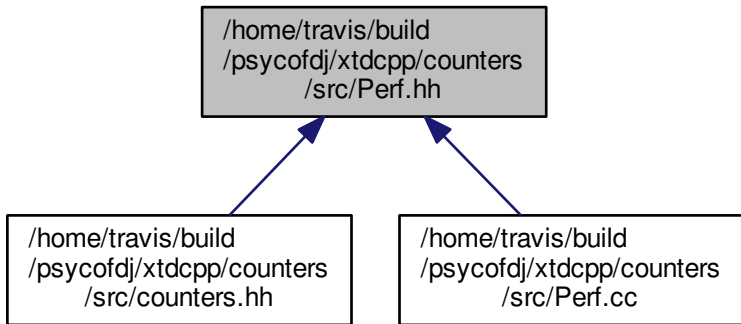 /home/travis/build
/psycofdj/xtdcpp/counters
/src/Perf.hh
/home/travis/build
/psycofdj/xtdcpp/counters
/src/counters.hh
/home/travis/build
/psycofdj/xtdcpp/counters
/src/Perf.cc